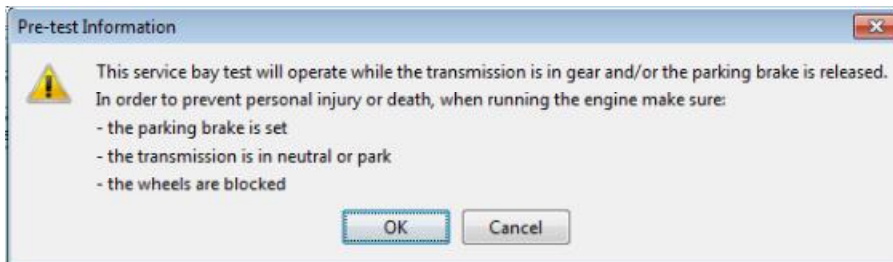 Pre-test Information
This service bay test will operate while the transmission is in gear and/or the parking brake is released.
In order to prevent personal injury or death, when running the engine make sure:
- the parking brake is set
- the transmission is in neutral or park
- the wheels are blocked
OK
Cancel